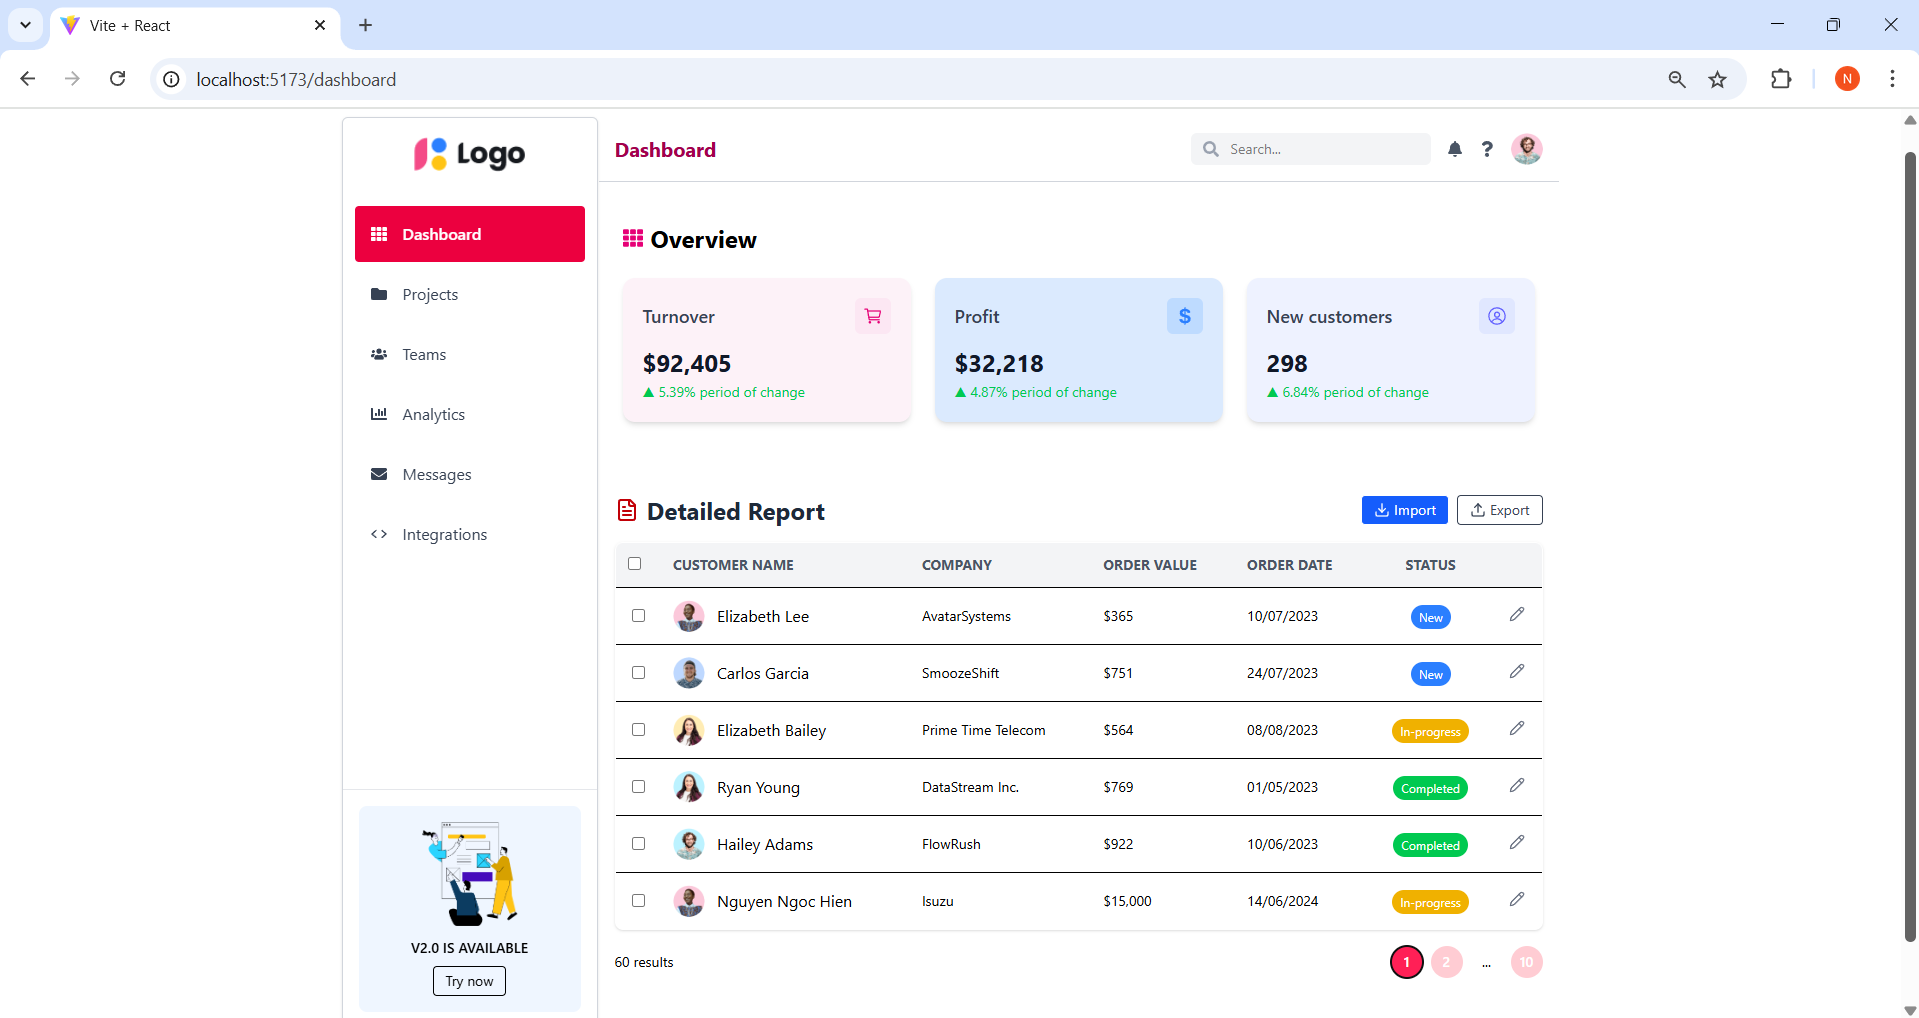 Vite + React
localhost:5173/dashboard
N
Logo
Dashboard
Search...
?
Dashboard
Projects
Teams
Analytics
Messages
Integrations
Overview
Turnover
$92,405
▲ 5.39% period of change
Profit
$
$32,218
▲ 4.87% period of change
New customers
298
▲ 6.84% period of change
Detailed Report
Import
Export
CUSTOMER NAME COMPANY ORDER VALUE ORDER DATE STATUS
Elizabeth Lee AvatarSystems $365 10/07/2023 New
Carlos Garcia SmoozeShift $751 24/07/2023 New
Elizabeth Bailey Prime Time Telecom $564 08/08/2023 In-progress
Ryan Young DataStream Inc. $769 01/05/2023 Completed
Hailey Adams FlowRush $922 10/06/2023 Completed
Nguyen Ngoc Hien Isuzu $15,000 14/06/2024 In-progress
60 results
1 2 ... 10
V2.0 IS AVAILABLE
Try now